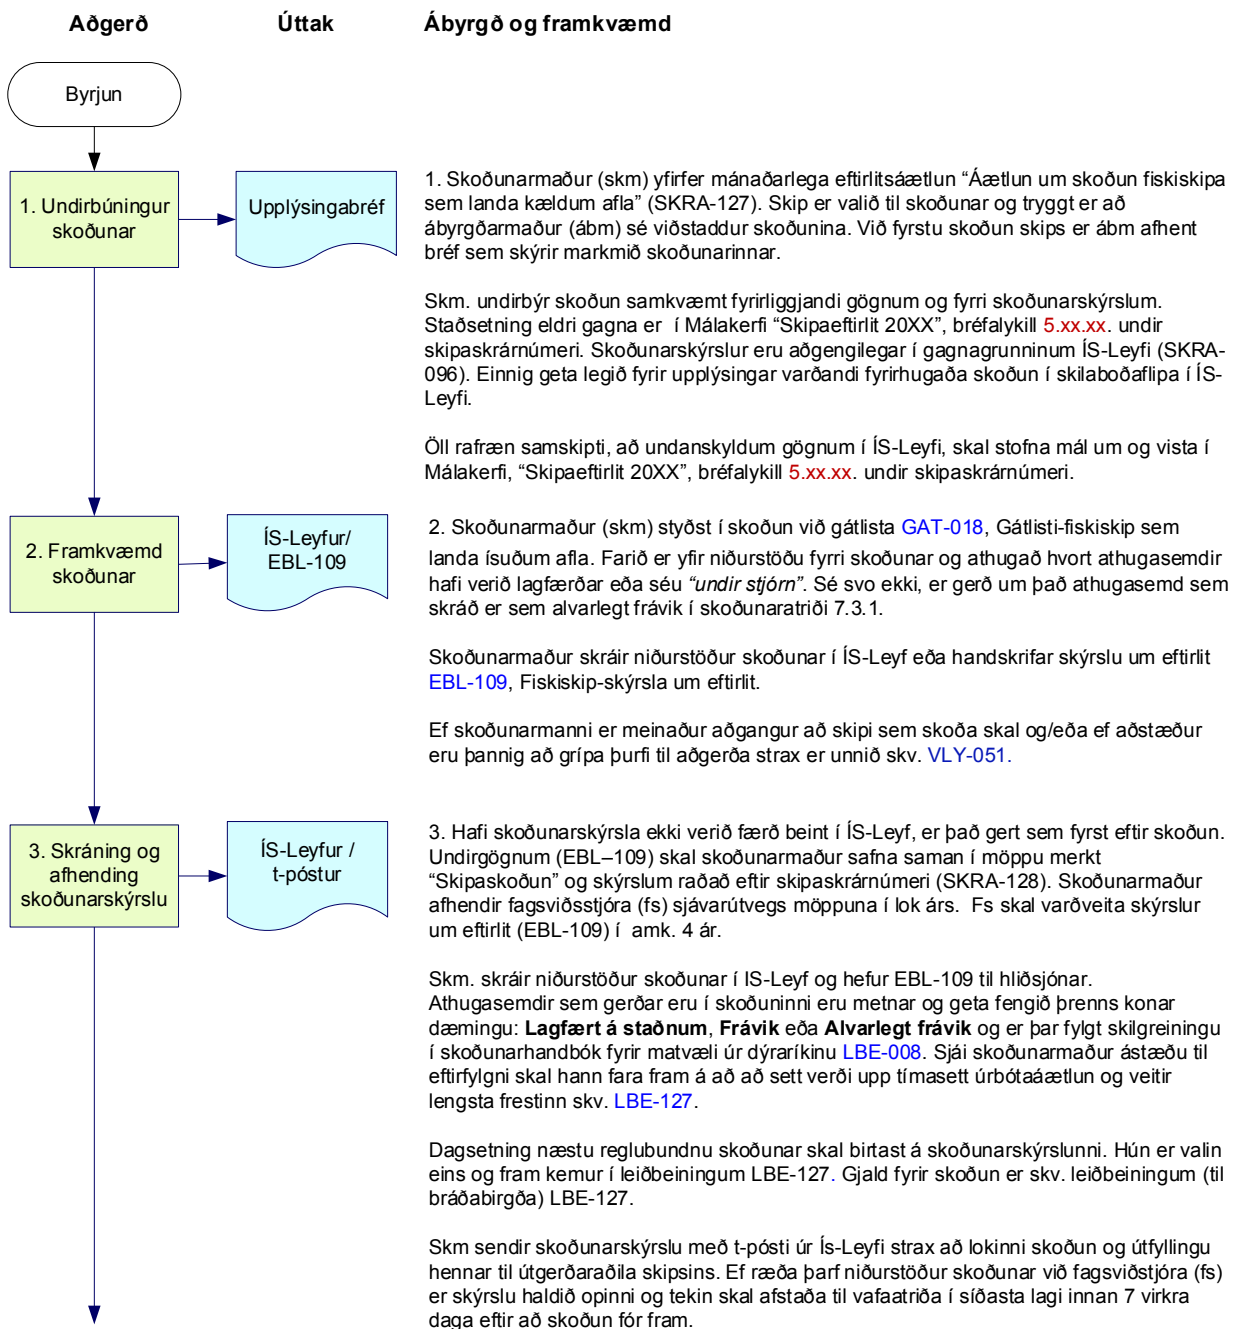 Aðgerð Úttak Ábyrgð og framkvæmd
Byrjun
1. Undirbúningur
skoðunar
Upplýsingabréf
1. Skoðunarmaður (skm) yfirfer mánaðarlega eftirlitsáætlun “Áætlun um skoðun fiskiskipa
sem landa kældum afla” (SKRA-127). Skip er valið til skoðunar og tryggt er að
ábyrgðarmaður (ábm) sé viðstaddur skoðunina. Við fyrstu skoðun skips er ábm afhent
bréf sem skýrir markmið skoðunarinnar.
Skm. undirbýr skoðun samkvæmt fyrirliggjandi gögnum og fyrri skoðunarskýrslum.
Staðsetning eldri gagna er í Málakerfi “Skipaeftirlit 20XX”, bréfalykill 5.xx.xx. undir
skipaskrárnúmeri. Skoðunarskýrslur eru aðgengilegar í gagnagrunninum ÍS-Leyfi (SKRA-
096). Einnig geta legið fyrir upplýsingar varðandi fyrirhugaða skoðun í skilaboðaflipa í ÍS-
Leyfi.
Öll rafræn samskipti, að undanskyldum gögnum í ÍS-Leyfi, skal stofna mál um og vista í
Málakerfi, “Skipaeftirlit 20XX”, bréfalykill 5.xx.xx. undir skipaskrárnúmeri.
2. Framkvæmd
skoðunar
ÍS-Leyfur/
EBL-109
2. Skoðunarmaður (skm) styðst í skoðun við gátlista GAT-018, Gátlisti-fiskiskip sem
landa ísuðum afla. Farið er yfir niðurstöðu fyrri skoðunar og athugað hvort athugasemdir
hafi verið lagfærðar eða séu “undir stjórn”. Sé svo ekki, er gerð um það athugasemd sem
skráð er sem alvarlegt frávik í skoðunaratriði 7.3.1.
Skoðunarmaður skráir niðurstöður skoðunar í ÍS-Leyf eða handskrifar skýrslu um eftirlit
EBL-109, Fiskiskip-skýrsla um eftirlit.
Ef skoðunarmanni er meinaður aðgangur að skipi sem skoða skal og/eða ef aðstæður
eru þannig að grípa þurfi til aðgerða strax er unnið skv. VLY-051.
3. Skráning og
afhending
skoðunarskýrslu
ÍS-Leyfur /
t-póstur
3. Hafi skoðunarskýrsla ekki verið færð beint í ÍS-Leyf, er það gert sem fyrst eftir skoðun.
Undirgögnum (EBL–109) skal skoðunarmaður safna saman í möppu merkt
“Skipaskoðun” og skýrslum raðað eftir skipaskrárnúmeri (SKRA-128). Skoðunarmaður
afhendir fagsviðsstjóra (fs) sjávarútvegs möppuna í lok árs. Fs skal varðveita skýrslur
um eftirlit (EBL-109) í amk. 4 ár.
Skm. skráir niðurstöður skoðunar í IS-Leyf og hefur EBL-109 til hliðsjónar.
Athugasemdir sem gerðar eru í skoðuninni eru metnar og geta fengið þrenns konar
dæmingu: Lagfært á staðnum, Frávik eða Alvarlegt frávik og er þar fylgt skilgreiningu
í skoðunarhandbók fyrir matvæli úr dýraríkinu LBE-008. Sjái skoðunarmaður ástæðu til
eftirfylgni skal hann fara fram á að að sett verði upp tímasett úrbótaáætlun og veitir
lengsta frestinn skv. LBE-127.
Dagsetning næstu reglubundnu skoðunar skal birtast á skoðunarskýrslunni. Hún er valin
eins og fram kemur í leiðbeiningum LBE-127. Gjald fyrir skoðun er skv. leiðbeiningum (til
bráðabirgða) LBE-127.
Skm sendir skoðunarskýrslu með t-pósti úr Ís-Leyfi strax að lokinni skoðun og útfyllingu
hennar til útgerðaraðila skipsins. Ef ræða þarf niðurstöður skoðunar við fagsviðstjóra (fs)
er skýrslu haldið opinni og tekin skal afstaða til vafaatriða í síðasta lagi innan 7 virkra
daga eftir að skoðun fór fram.